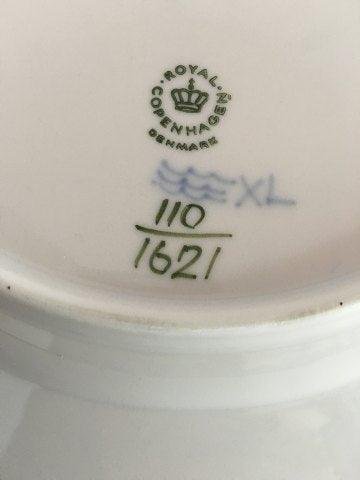 ROYAL
COPENHAGEN
DENMARK
XL
110
1621